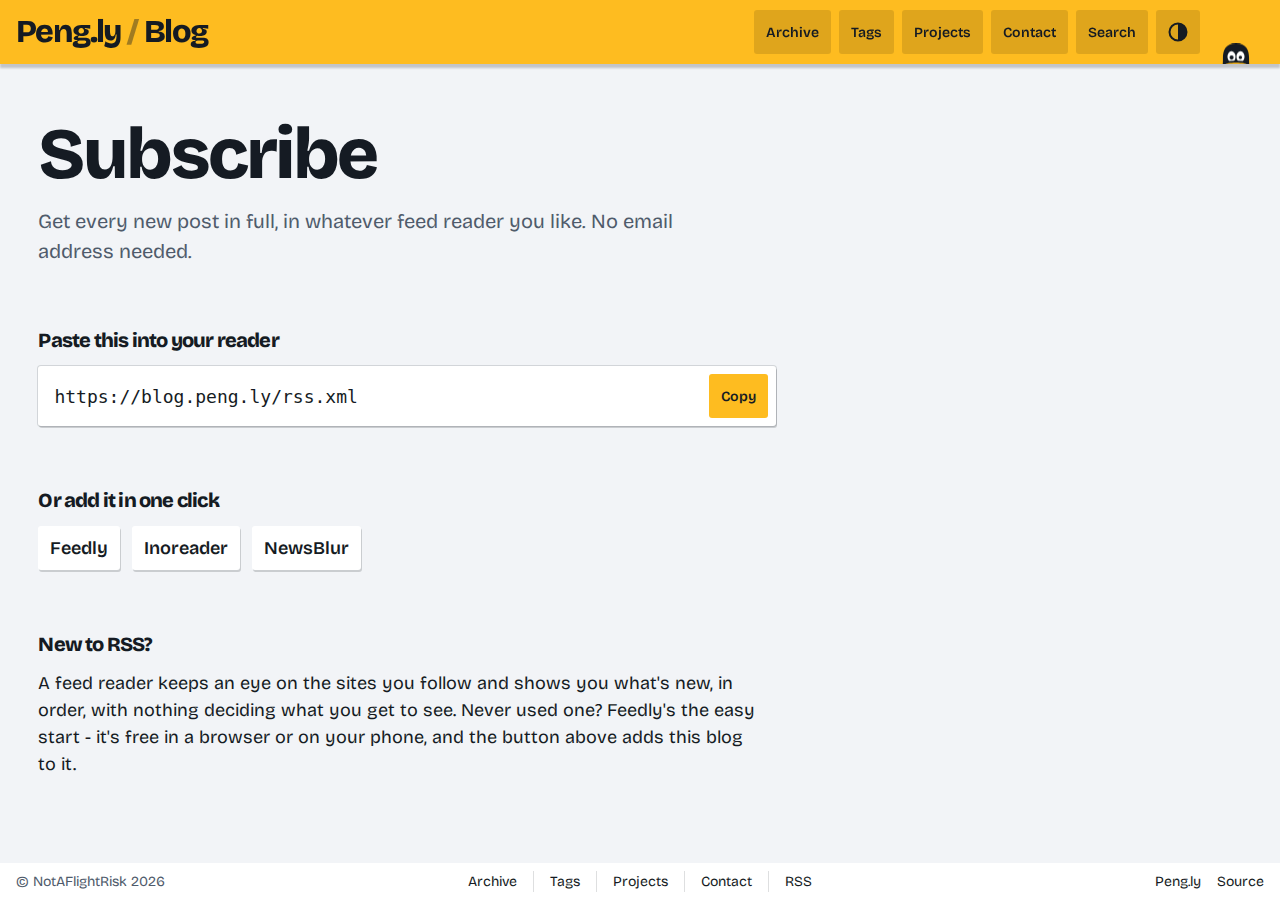 Peng.ly / Blog
Archive
Tags
Projects
Contact
Search
Subscribe
Get every new post in full, in whatever feed reader you like. No email
address needed.
Paste this into your reader
https://blog.peng.ly/rss.xml
Copy
Or add it in one click
Feedly
Inoreader
NewsBlur
New to RSS?
A feed reader keeps an eye on the sites you follow and shows you what's new, in
order, with nothing deciding what you get to see. Never used one? Feedly's the easy
start - it's free in a browser or on your phone, and the button above adds this blog
to it.
© NotAFlightRisk 2026
Archive
Tags
Projects
Contact
RSS
Peng.ly
Source